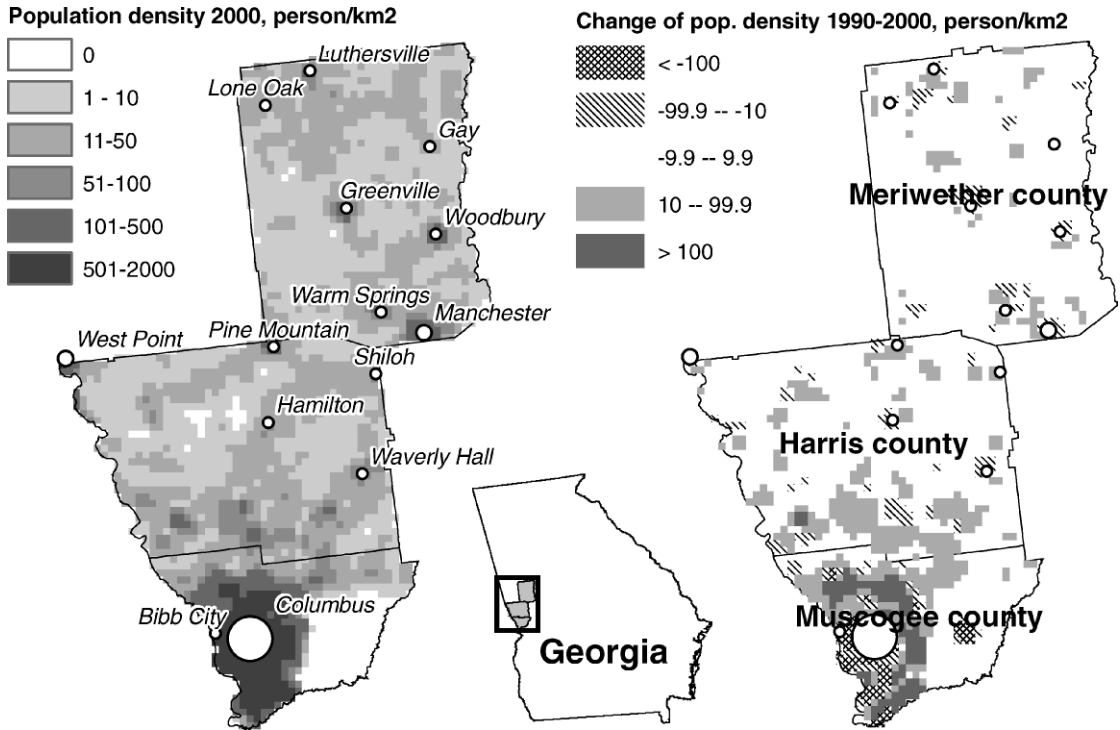 Population density 2000, person/km2
0
1 - 10
11-50
51-100
101-500
501-2000
Luthersville
Lone Oak
Gay
Greenville
Woodbury
Warm Springs
Manchester
West Point
Pine Mountain
Shiloh
Hamilton
Waverly Hall
Bibb City
Columbus
Georgia
Change of pop. density 1990-2000, person/km2
< -100
-99.9 -- -10
-9.9 -- 9.9
10 -- 99.9
> 100
Meriwether county
Harris county
Muscogee county